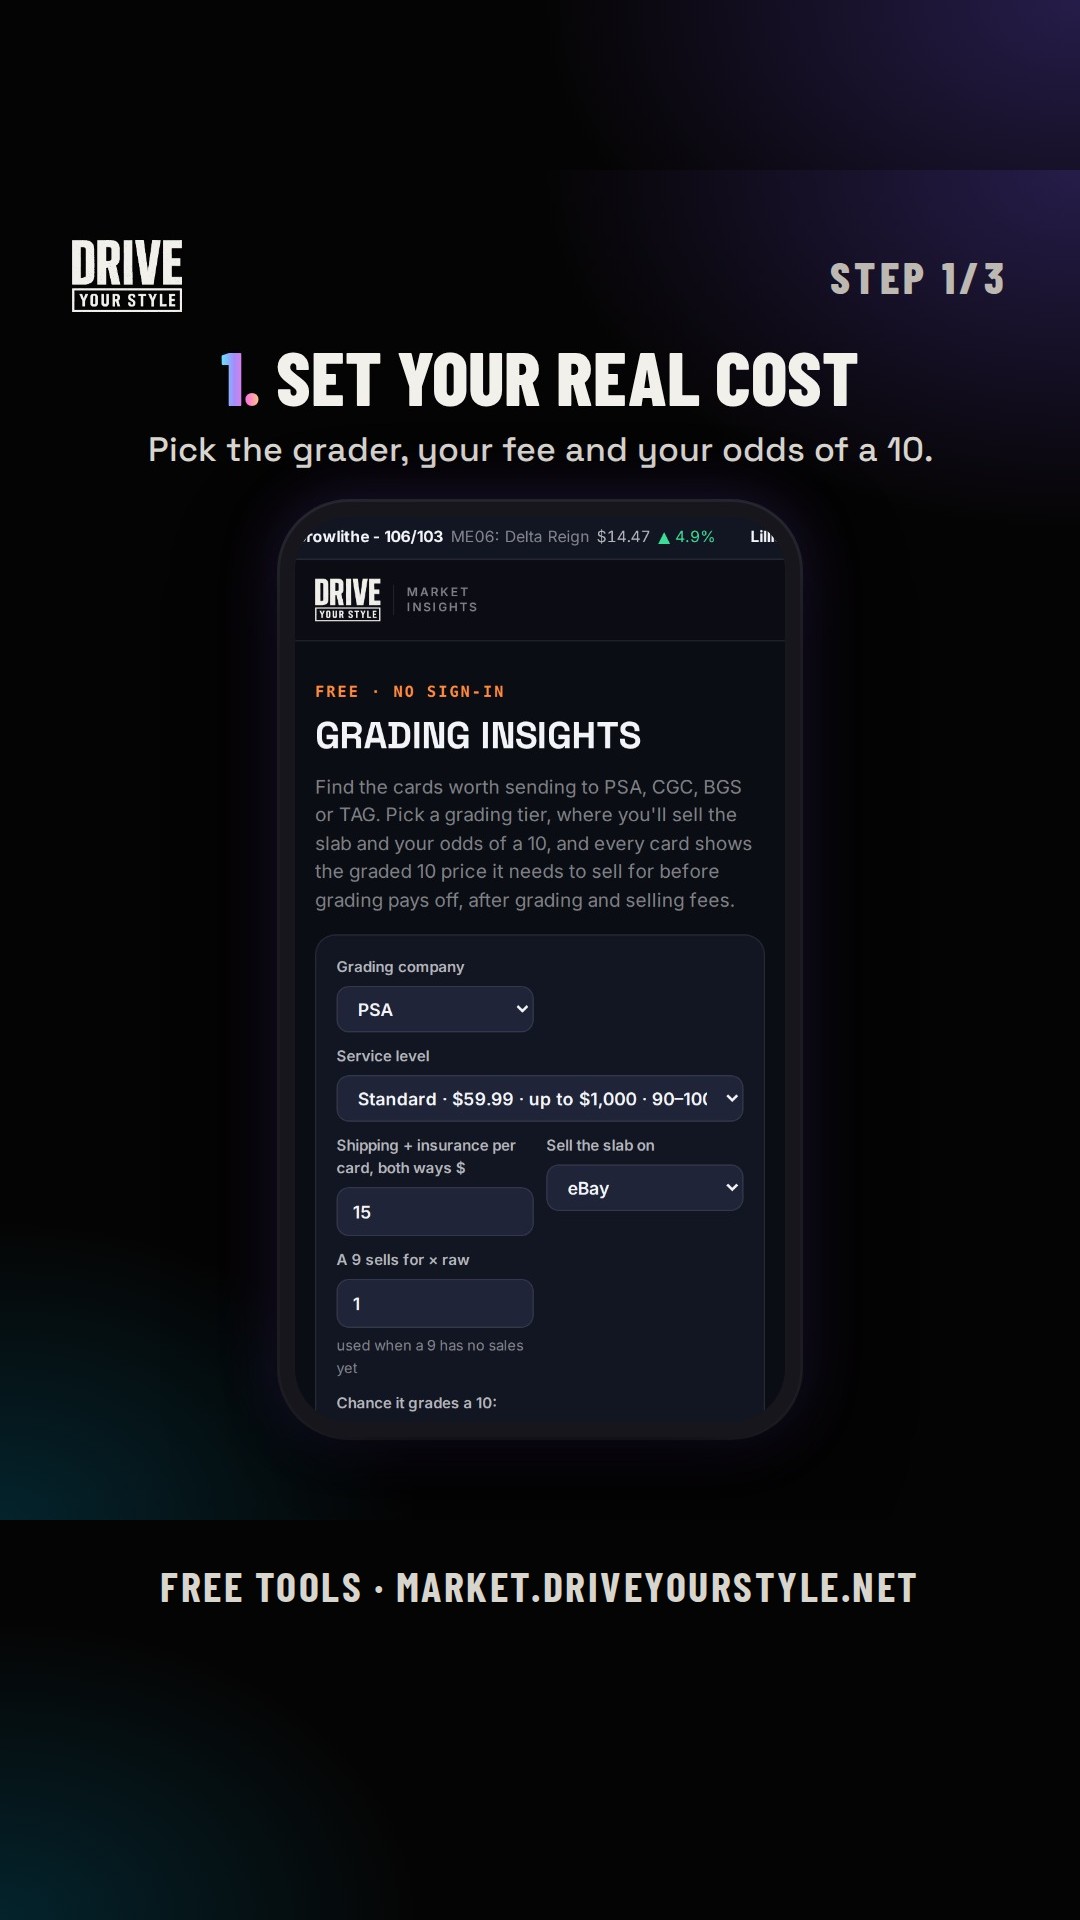 DRIVE
YOUR STYLE
STEP 1/3
1. SET YOUR REAL COST
Pick the grader, your fee and your odds of a 10.
rowlithe - 106/103 ME06: Delta Reign $14.47 ▲ 4.9%
DRIVE
YOUR STYLE
MARKET
INSIGHTS
FREE · NO SIGN-IN
GRADING INSIGHTS
Find the cards worth sending to PSA, CGC, BGS
or TAG. Pick a grading tier, where you'll sell the
slab and your odds of a 10, and every card shows
the graded 10 price it needs to sell for before
grading pays off, after grading and selling fees.
Grading company
PSA
Service level
Standard · $59.99 · up to $1,000 · 90–10
Shipping + insurance per
card, both ways $
15
Sell the slab on
eBay
A 9 sells for × raw
1
used when a 9 has no sales
yet
Chance it grades a 10:
FREE TOOLS · MARKET.DRIVEYOURSTYLE.NET